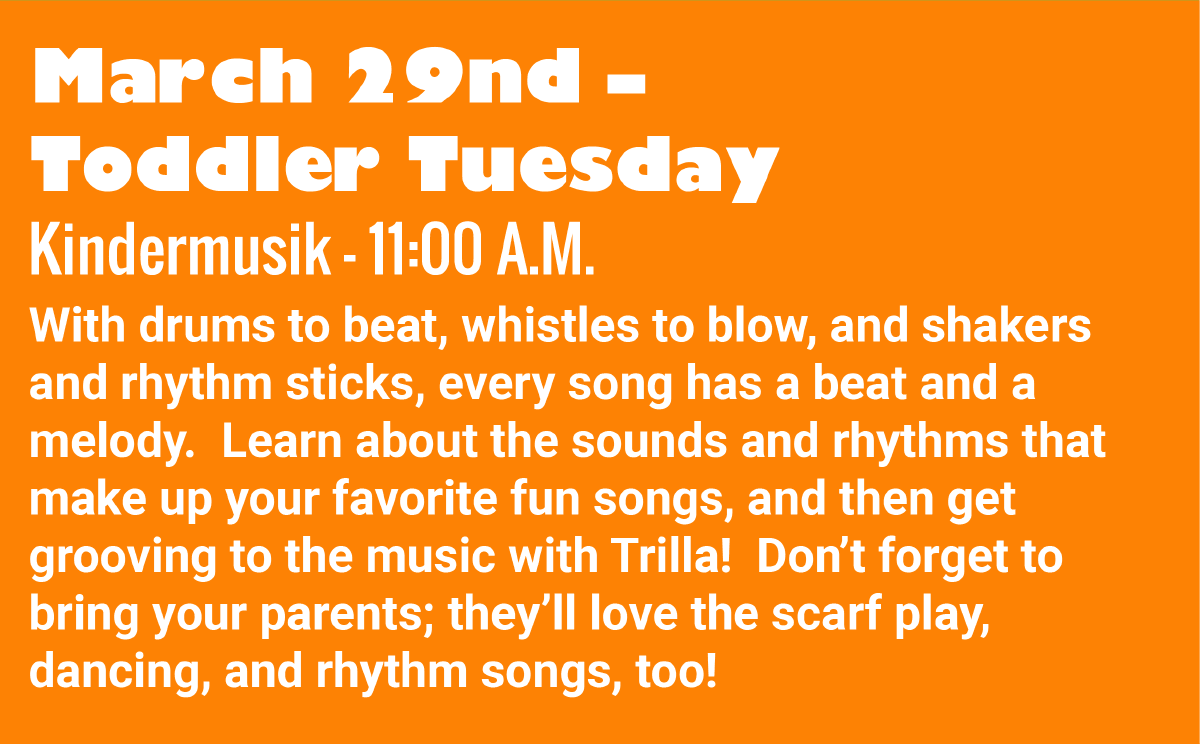 March 29nd –
Toddler Tuesday
Kindermusik - 11:00 A.M.
With drums to beat, whistles to blow, and shakers
and rhythm sticks, every song has a beat and a
melody.  Learn about the sounds and rhythms that
make up your favorite fun songs, and then get
grooving to the music with Trilla!  Don’t forget to
bring your parents; they’ll love the scarf play,
dancing, and rhythm songs, too!